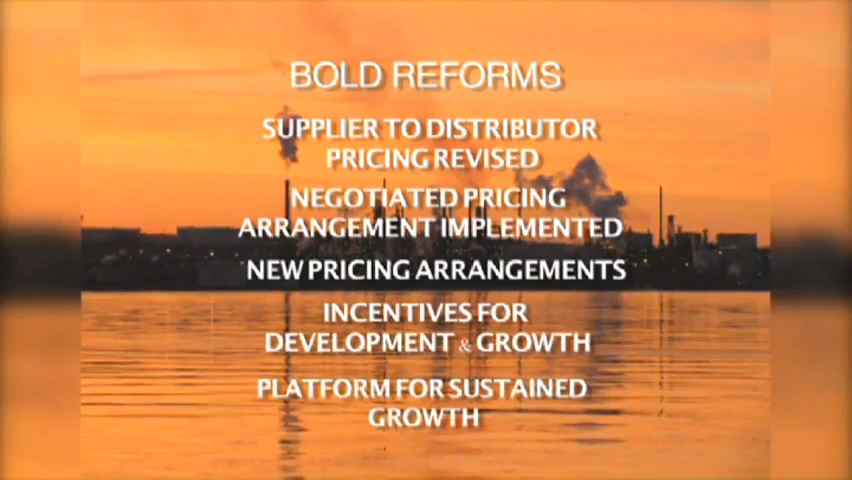 BOLD REFORMS
SUPPLIER TO DISTRIBUTOR
PRICING REVISED
NEGOTIATED PRICING
ARRANGEMENT IMPLEMENTED
NEW PRICING ARRANGEMENTS
INCENTIVES FOR
DEVELOPMENT & GROWTH
PLATFORM FOR SUSTAINED
GROWTH